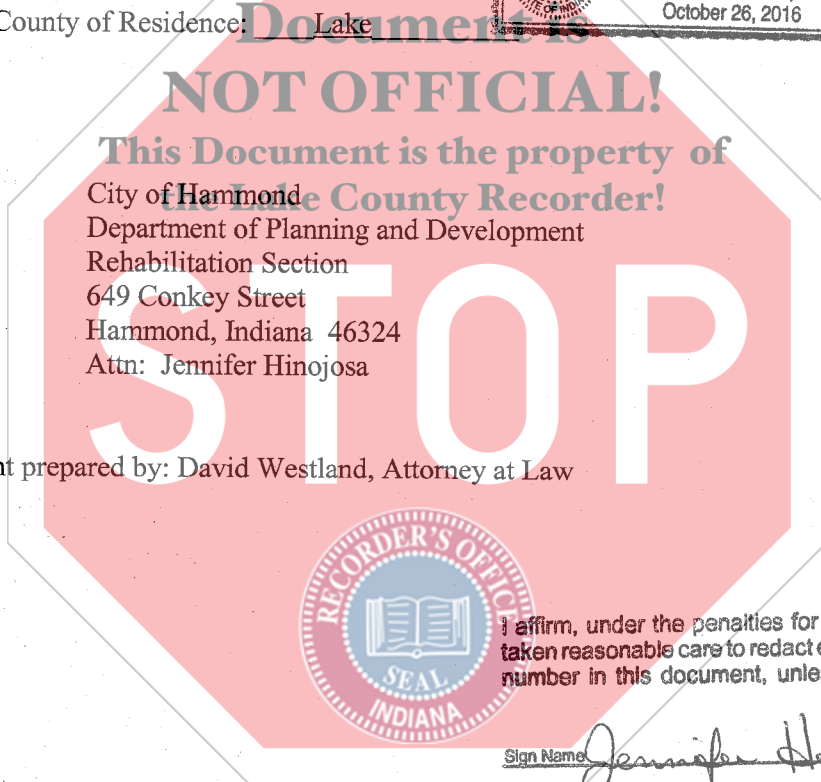 County of Residence: Lake
October 26, 2016
Document is
NOT OFFICIAL!
This Document is the property of
the Lake County Recorder!
City of Hammond
Department of Planning and Development
Rehabilitation Section
649 Conkey Street
Hammond, Indiana 46324
Attn: Jennifer Hinojosa
STOP
nt prepared by: David Westland, Attorney at Law
RECORDER'S OFFICE
SEAL
INDIANA
I affirm, under the penalties for
taken reasonable care to redact e
number in this document, unle
Sign Name Jennifer H